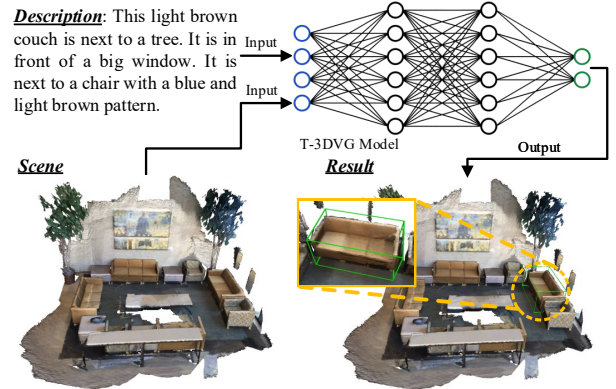 Description: This light brown
couch is next to a tree. It is in
front of a big window. It is
next to a chair with a blue and
light brown pattern.
Input
Input
T-3DVG Model
Output
Scene
Result